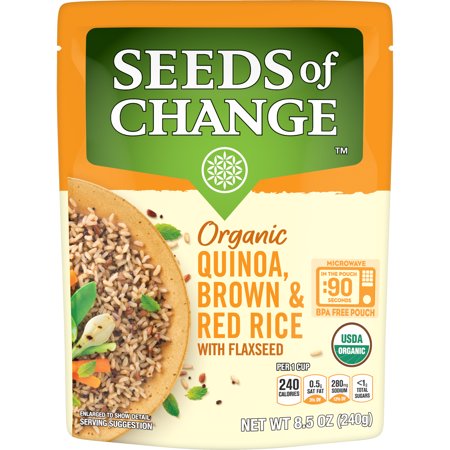 SEEDS of
CHANGE
™
Organic
QUINOA,
BROWN &
RED RICE
WITH FLAXSEED
MICROWAVE
IN THE POUCH
:90
SECONDS
BPA FREE POUCH
USDA
ORGANIC
PER 1 CUP
240
CALORIES
0.5g
SAT FAT
280mg
SODIUM
<1g
TOTAL
SUGARS
ENLARGED TO SHOW DETAIL.
SERVING SUGGESTION
NET WT 8.5 OZ (240g)